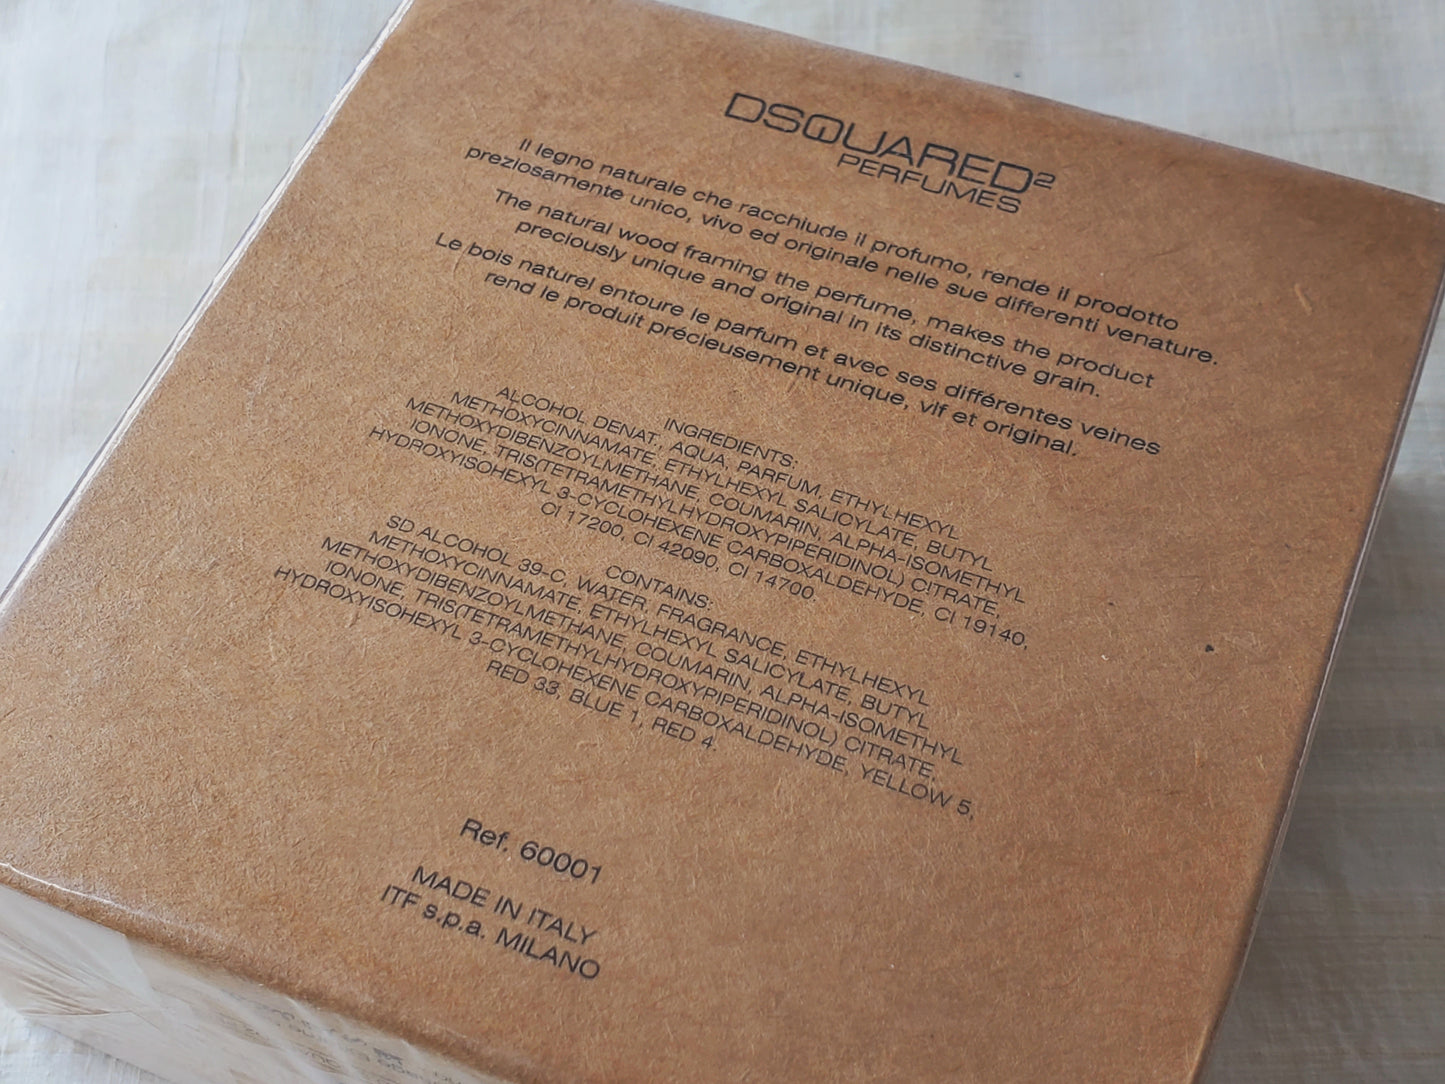 DSQUARED²
PERFUMES
Il legno naturale che racchiude il profumo, rende il prodotto
preziosamente unico, vivo ed originale nelle sue differenti venature.
The natural wood framing the perfume, makes the product
preciously unique and original in its distinctive grain.
Le bois naturel entoure le parfum et avec ses différentes veines
rend le produit précieusement unique, vif et original.
INGREDIENTS:
ALCOHOL DENAT., AQUA, PARFUM, ETHYLHEXYL
METHOXYCINNAMATE, ETHYLHEXYL SALICYLATE, BUTYL
METHOXYDIBENZOYLMETHANE, COUMARIN, ALPHA-ISOMETHYL
IONONE, TRIS(TETRAMETHYLHYDROXYPIPERIDINOL) CITRATE,
HYDROXYISOHEXYL 3-CYCLOHEXENE CARBOXALDEHYDE, CI 19140,
CI 17200, CI 42090, CI 14700
CONTAINS:
SD ALCOHOL 39-C, WATER, FRAGRANCE, ETHYLHEXYL
METHOXYCINNAMATE, ETHYLHEXYL SALICYLATE, BUTYL
METHOXYDIBENZOYLMETHANE, COUMARIN, ALPHA-ISOMETHYL
IONONE, TRIS(TETRAMETHYLHYDROXYPIPERIDINOL) CITRATE,
HYDROXYISOHEXYL 3-CYCLOHEXENE CARBOXALDEHYDE, YELLOW 5,
RED 33, BLUE 1, RED 4.
Ref. 60001
MADE IN ITALY
ITF s.p.a. MILANO